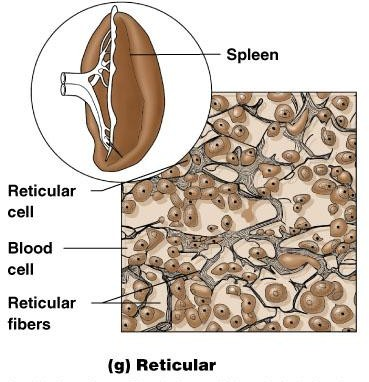 Spleen
Reticular
cell
Blood
cell
Reticular
fibers
(g) Reticular